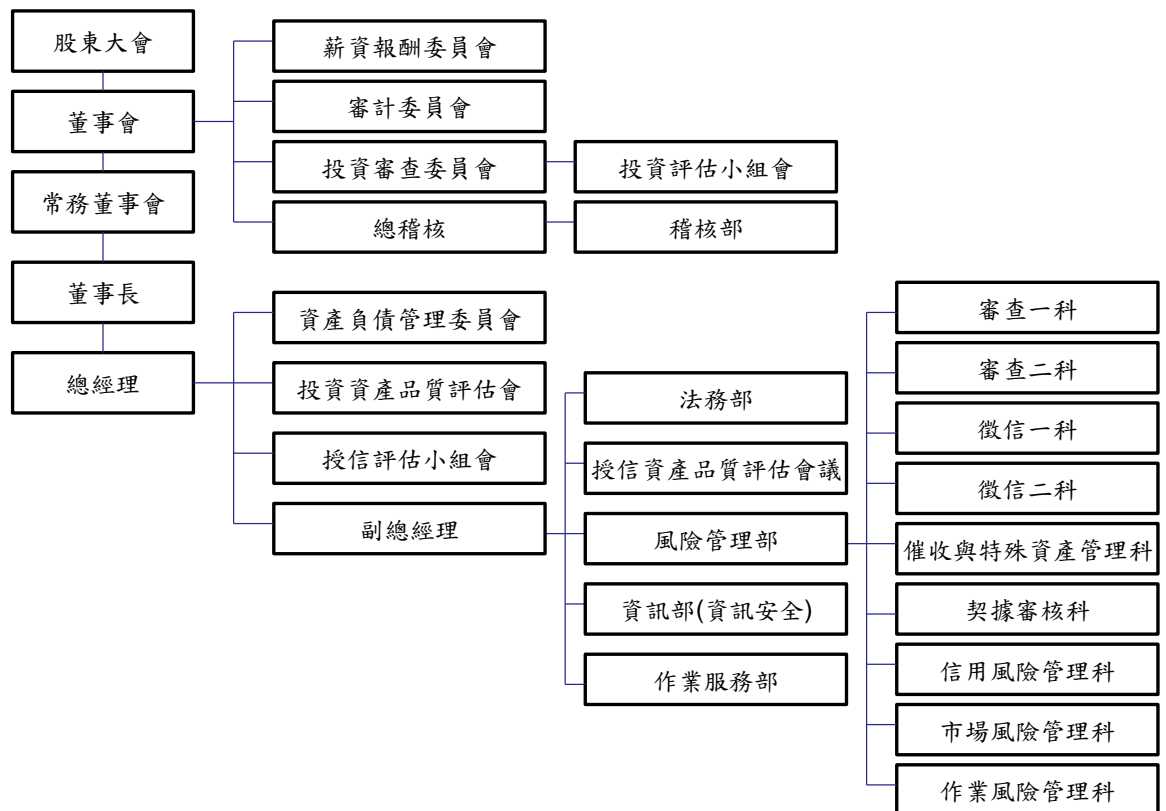 股東大會
董事會
常務董事會
董事長
總經理
薪資報酬委員會
審計委員會
投資審查委員會
投資評估小組會
總稽核
稽核部
資產負債管理委員會
投資資產品質評估會
授信評估小組會
副總經理
法務部
授信資產品質評估會議
風險管理部
資訊部(資訊安全)
作業服務部
審查一科
審查二科
徵信一科
徵信二科
催收與特殊資產管理科
契據審核科
信用風險管理科
市場風險管理科
作業風險管理科